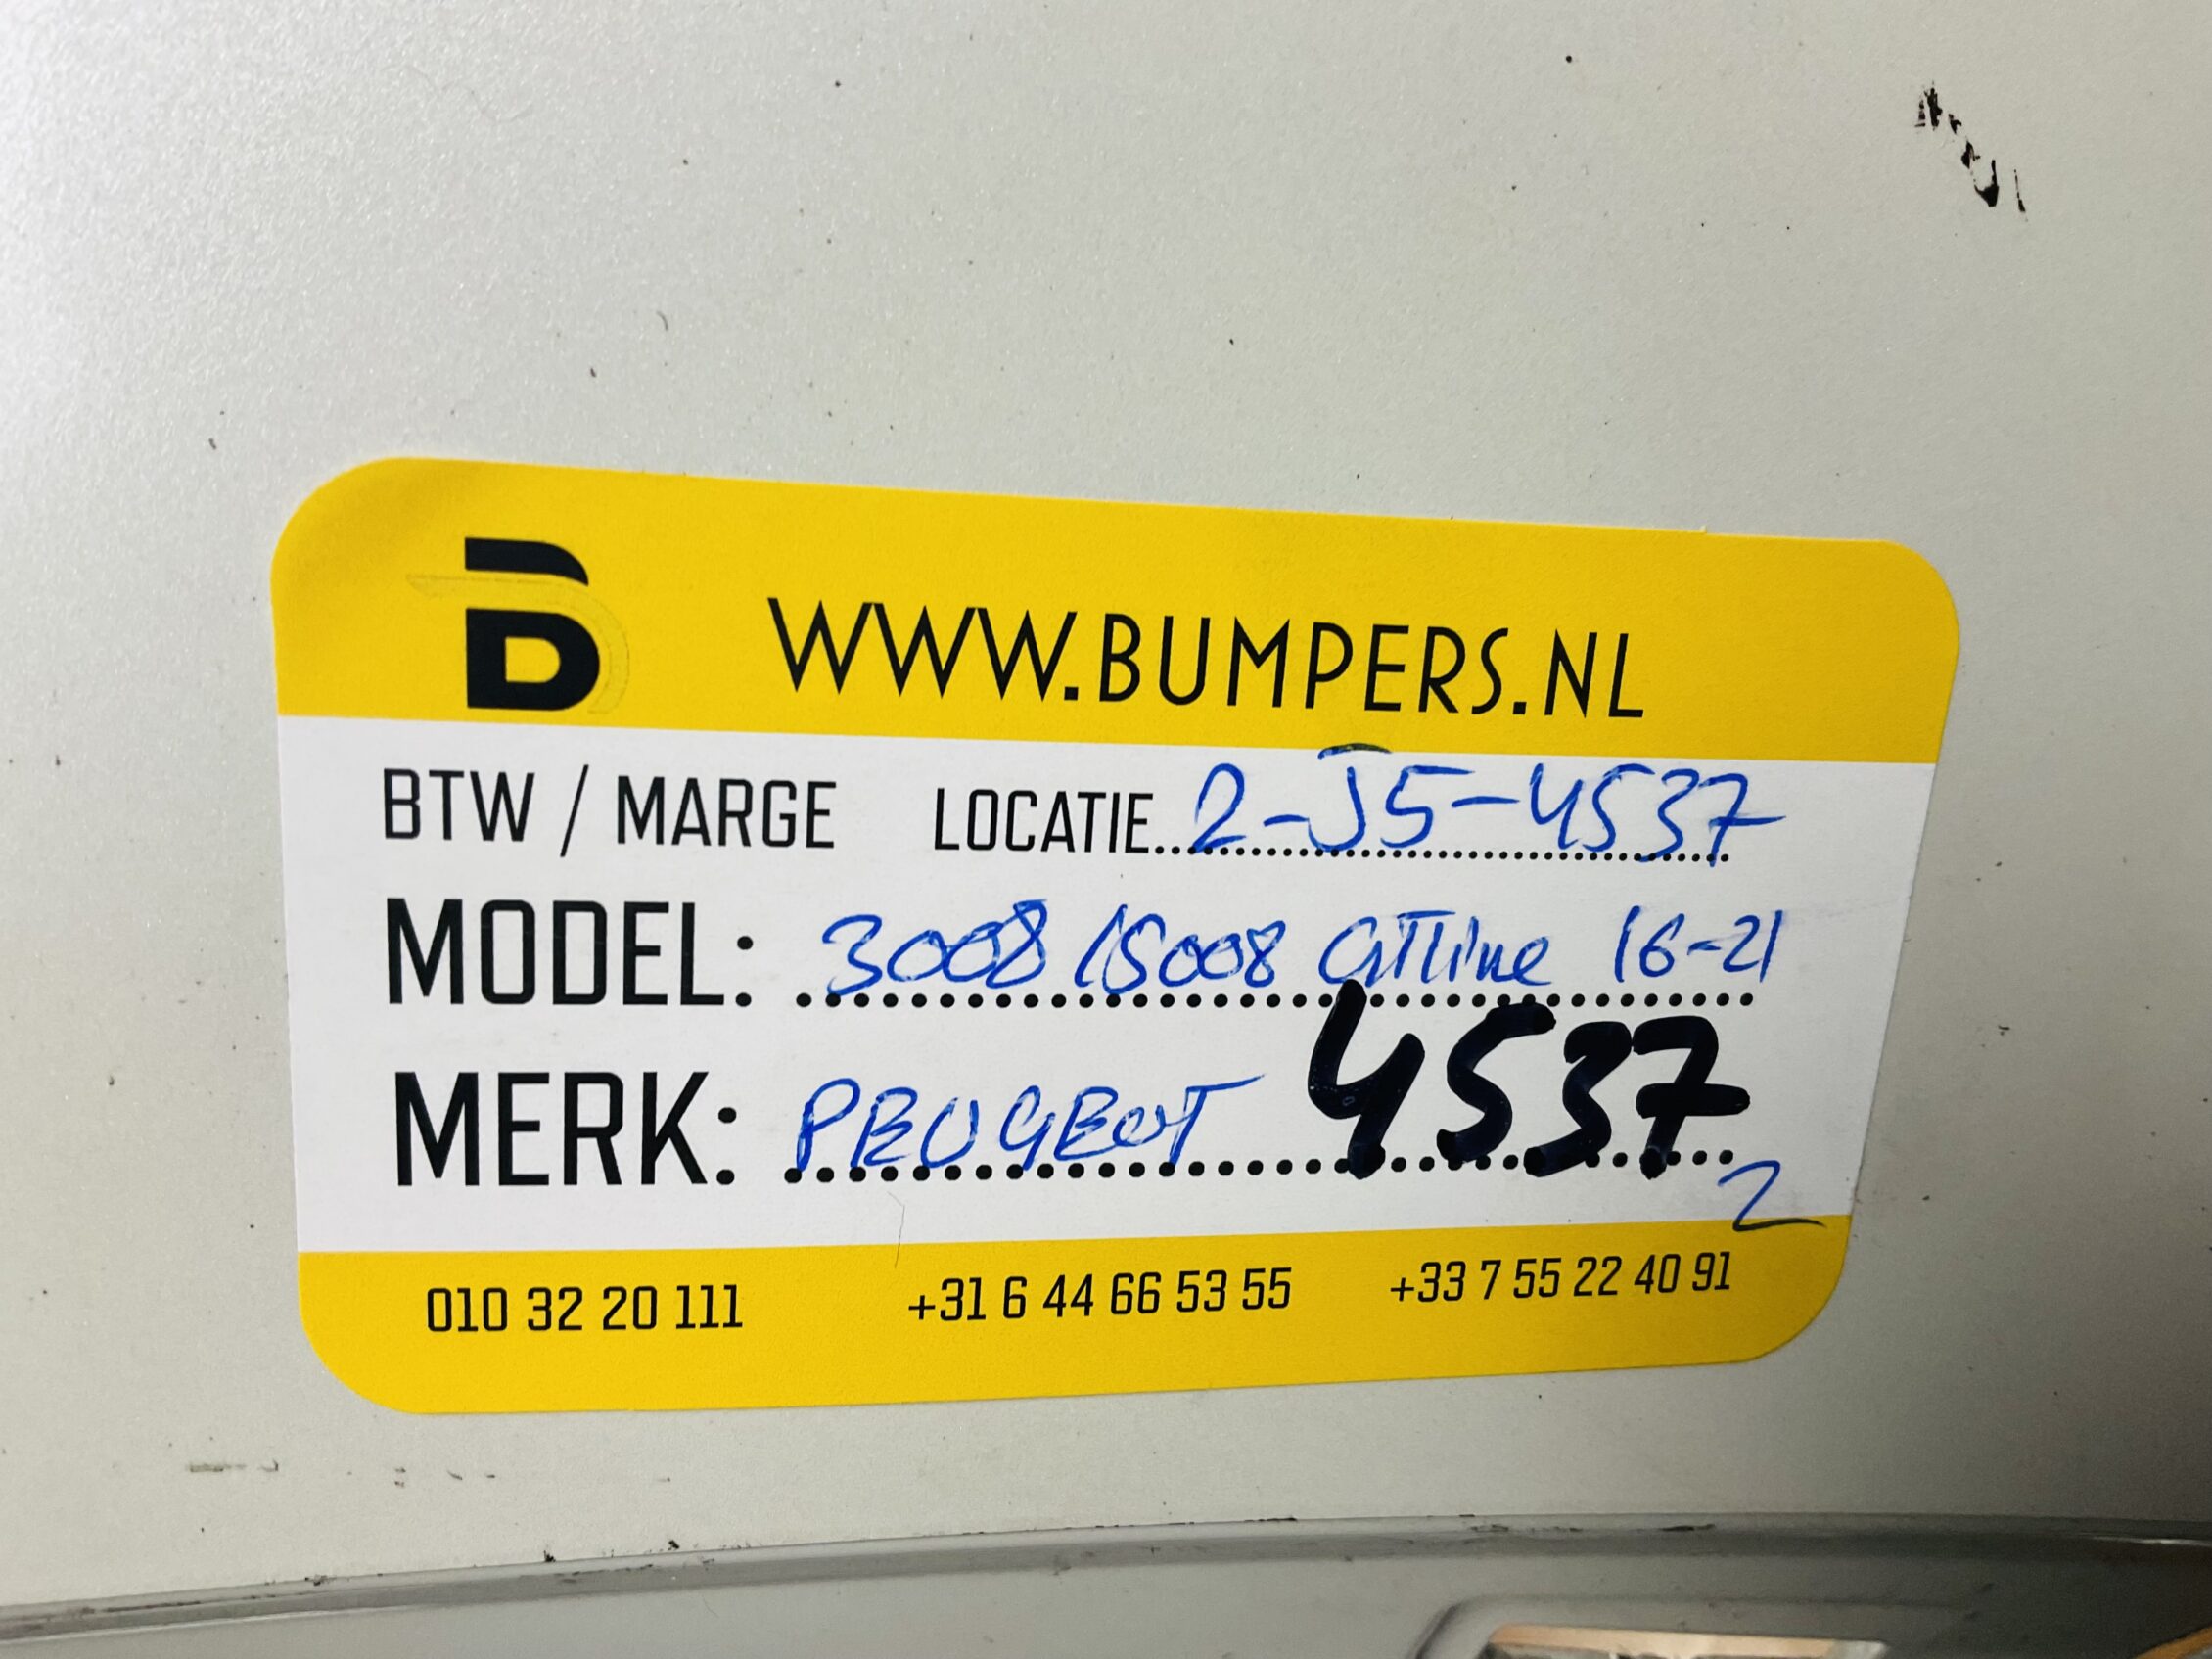 B WWW.BUMPERS.NL
BTW / MARGE LOCATIE..2-J5-4537
MODEL: 3008 / 5008 GTline 16-21
MERK: PEUGEOT 4537
2
010 32 20 111 +31 6 44 66 53 55 +33 7 55 22 40 91